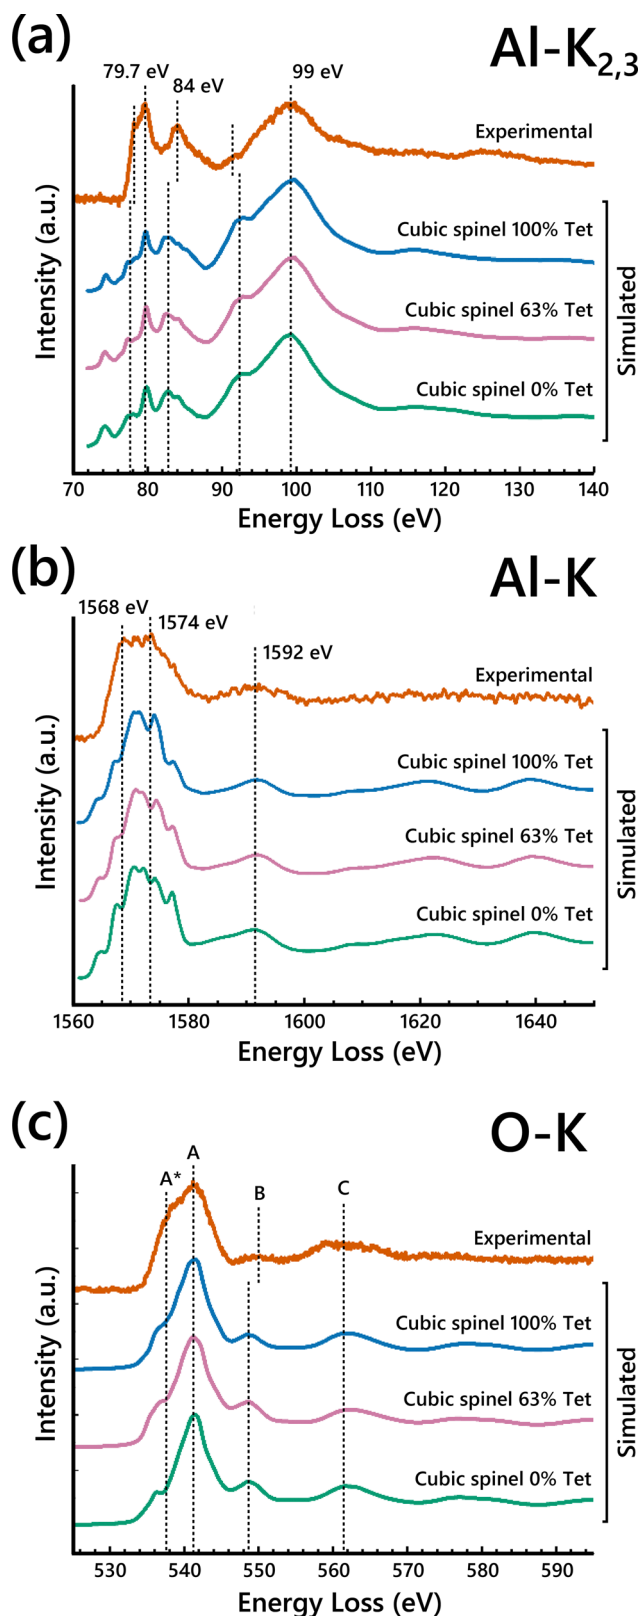 (a)
Al-K2,3
79.7 eV
84 eV
99 eV
Experimental
Cubic spinel 100% Tet
Cubic spinel 63% Tet
Cubic spinel 0% Tet
Simulated
Intensity (a.u.)
70 80 90 100 110 120 130 140
Energy Loss (eV)
(b)
Al-K
1568 eV
1574 eV
1592 eV
Experimental
Cubic spinel 100% Tet
Cubic spinel 63% Tet
Cubic spinel 0% Tet
Simulated
Intensity (a.u.)
1560 1580 1600 1620 1640
Energy Loss (eV)
(c)
O-K
A*
A
B
C
Experimental
Cubic spinel 100% Tet
Cubic spinel 63% Tet
Cubic spinel 0% Tet
Simulated
Intensity (a.u.)
530 540 550 560 570 580 590
Energy Loss (eV)